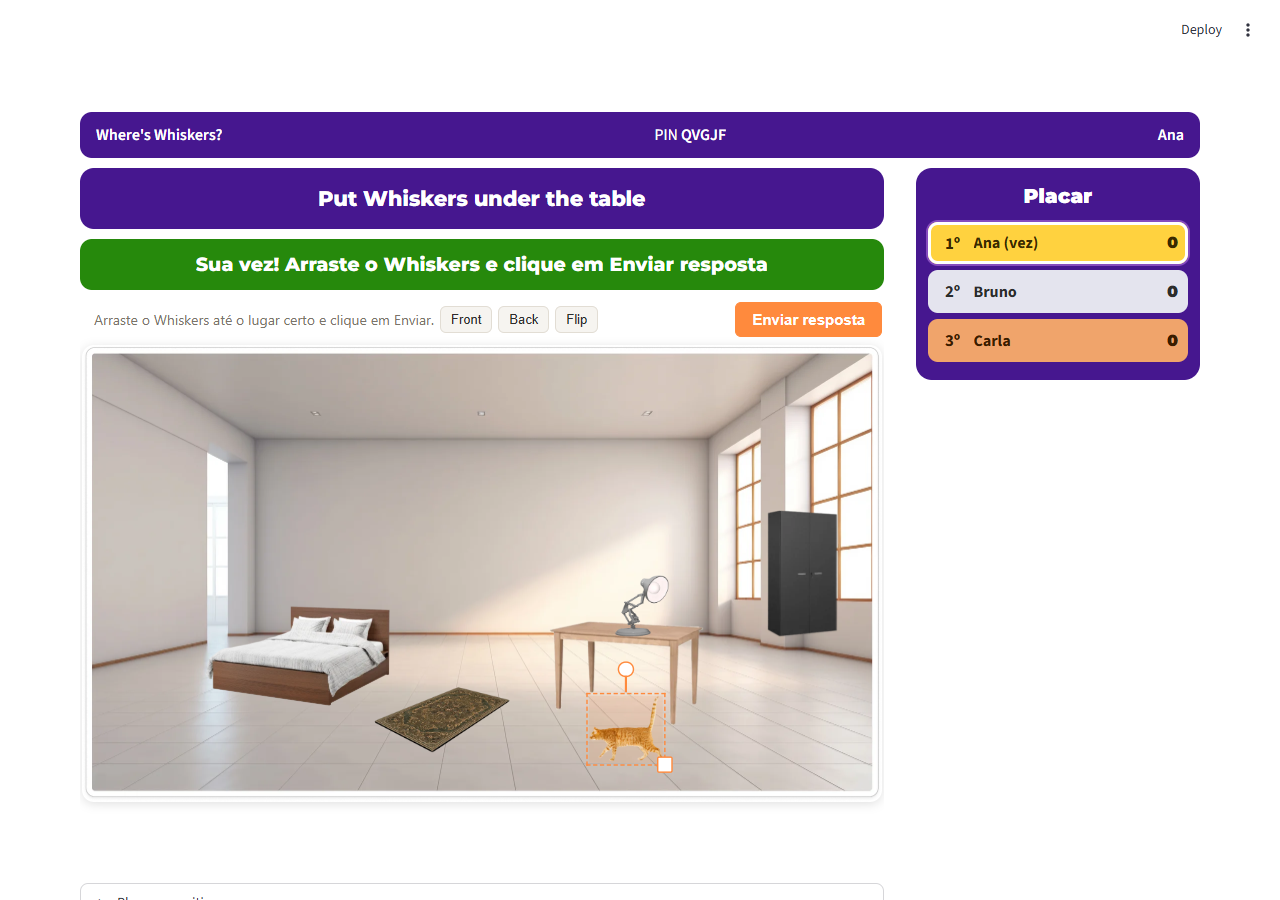 Deploy
Where's Whiskers?
PIN QVGJF
Ana
Put Whiskers under the table
Sua vez! Arraste o Whiskers e clique em Enviar resposta
Arraste o Whiskers até o lugar certo e clique em Enviar.
Front
Back
Flip
Enviar resposta
Placar
1º Ana (vez) 0
2º Bruno 0
3º Carla 0